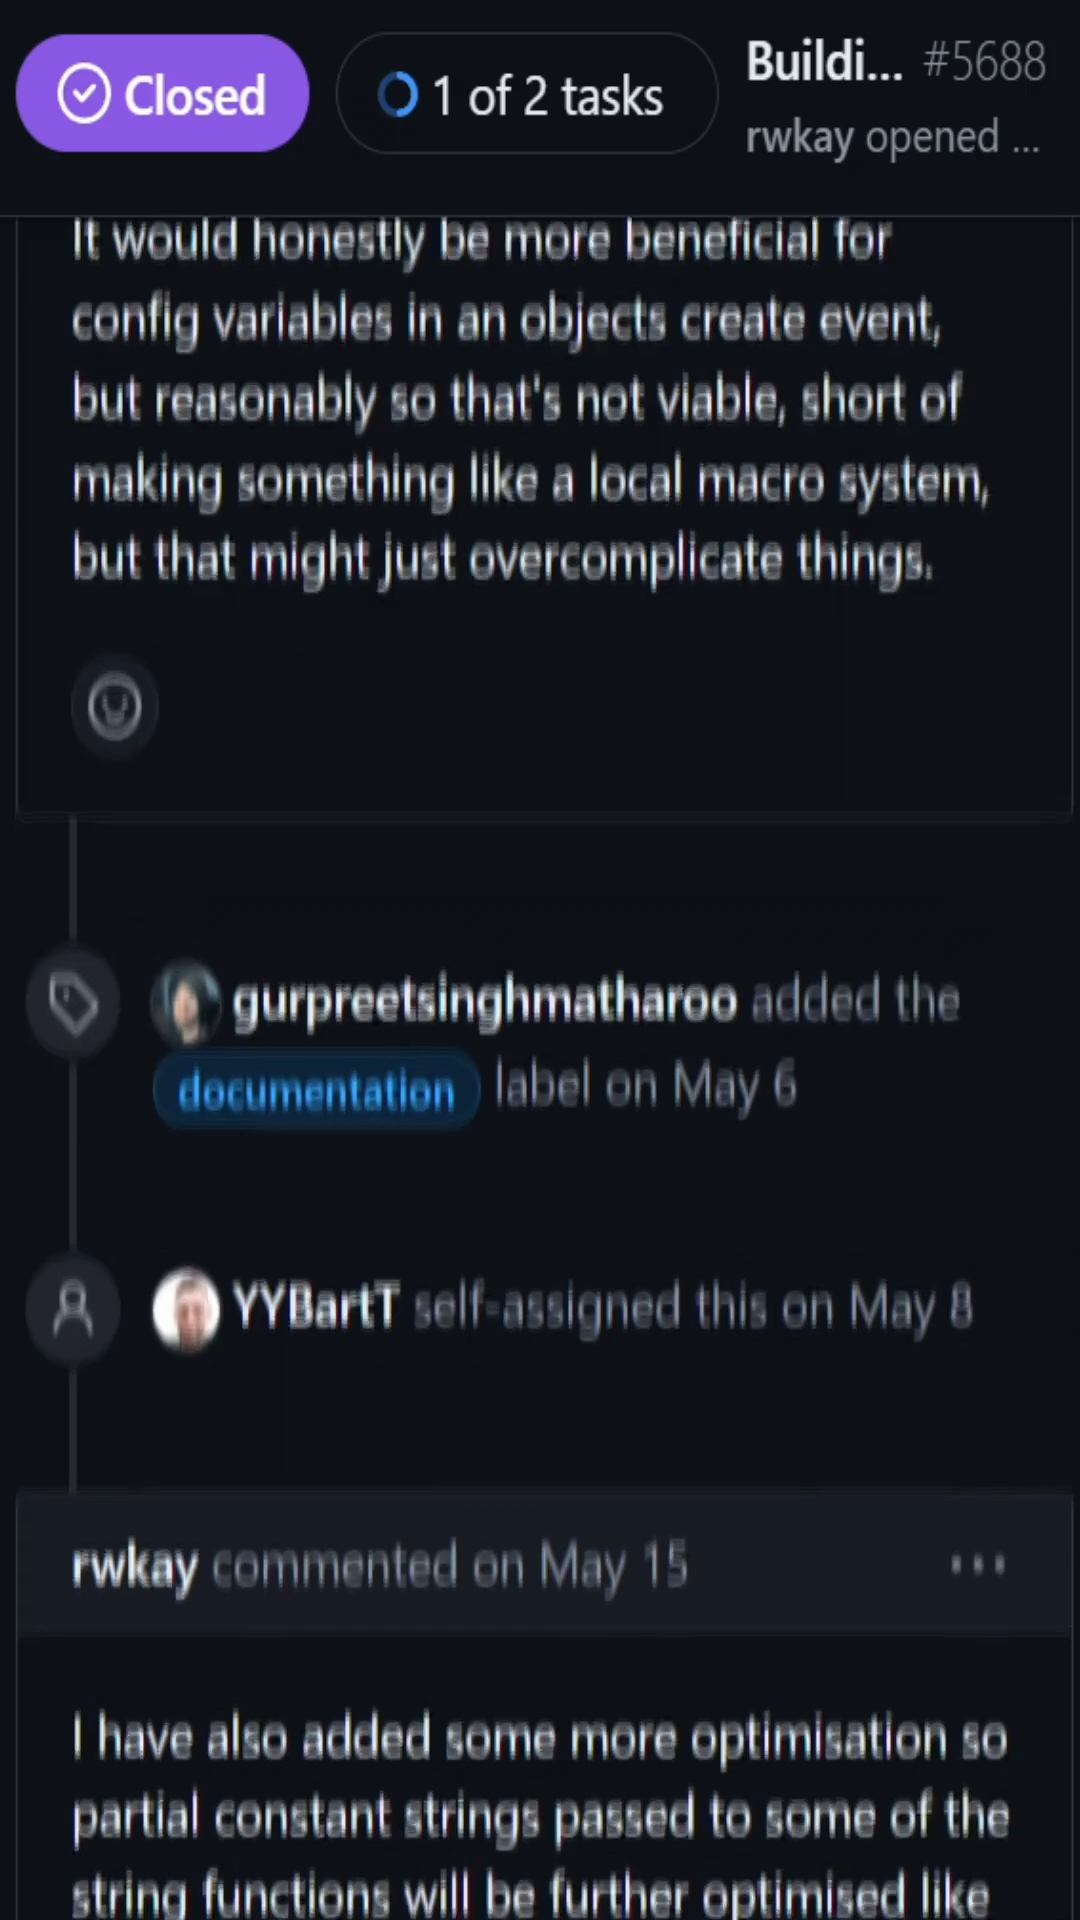 Closed
1 of 2 tasks
Buildi... #5688
rwkay opened ...
It would honestly be more beneficial for
config variables in an objects create event,
but reasonably so that's not viable, short of
making something like a local macro system,
but that might just overcomplicate things.
gurpreetsinghmatharoo added the
documentation label on May 6
YYBartT self-assigned this on May 8
rwkay commented on May 15
I have also added some more optimisation so
partial constant strings passed to some of the
string functions will be further optimised like